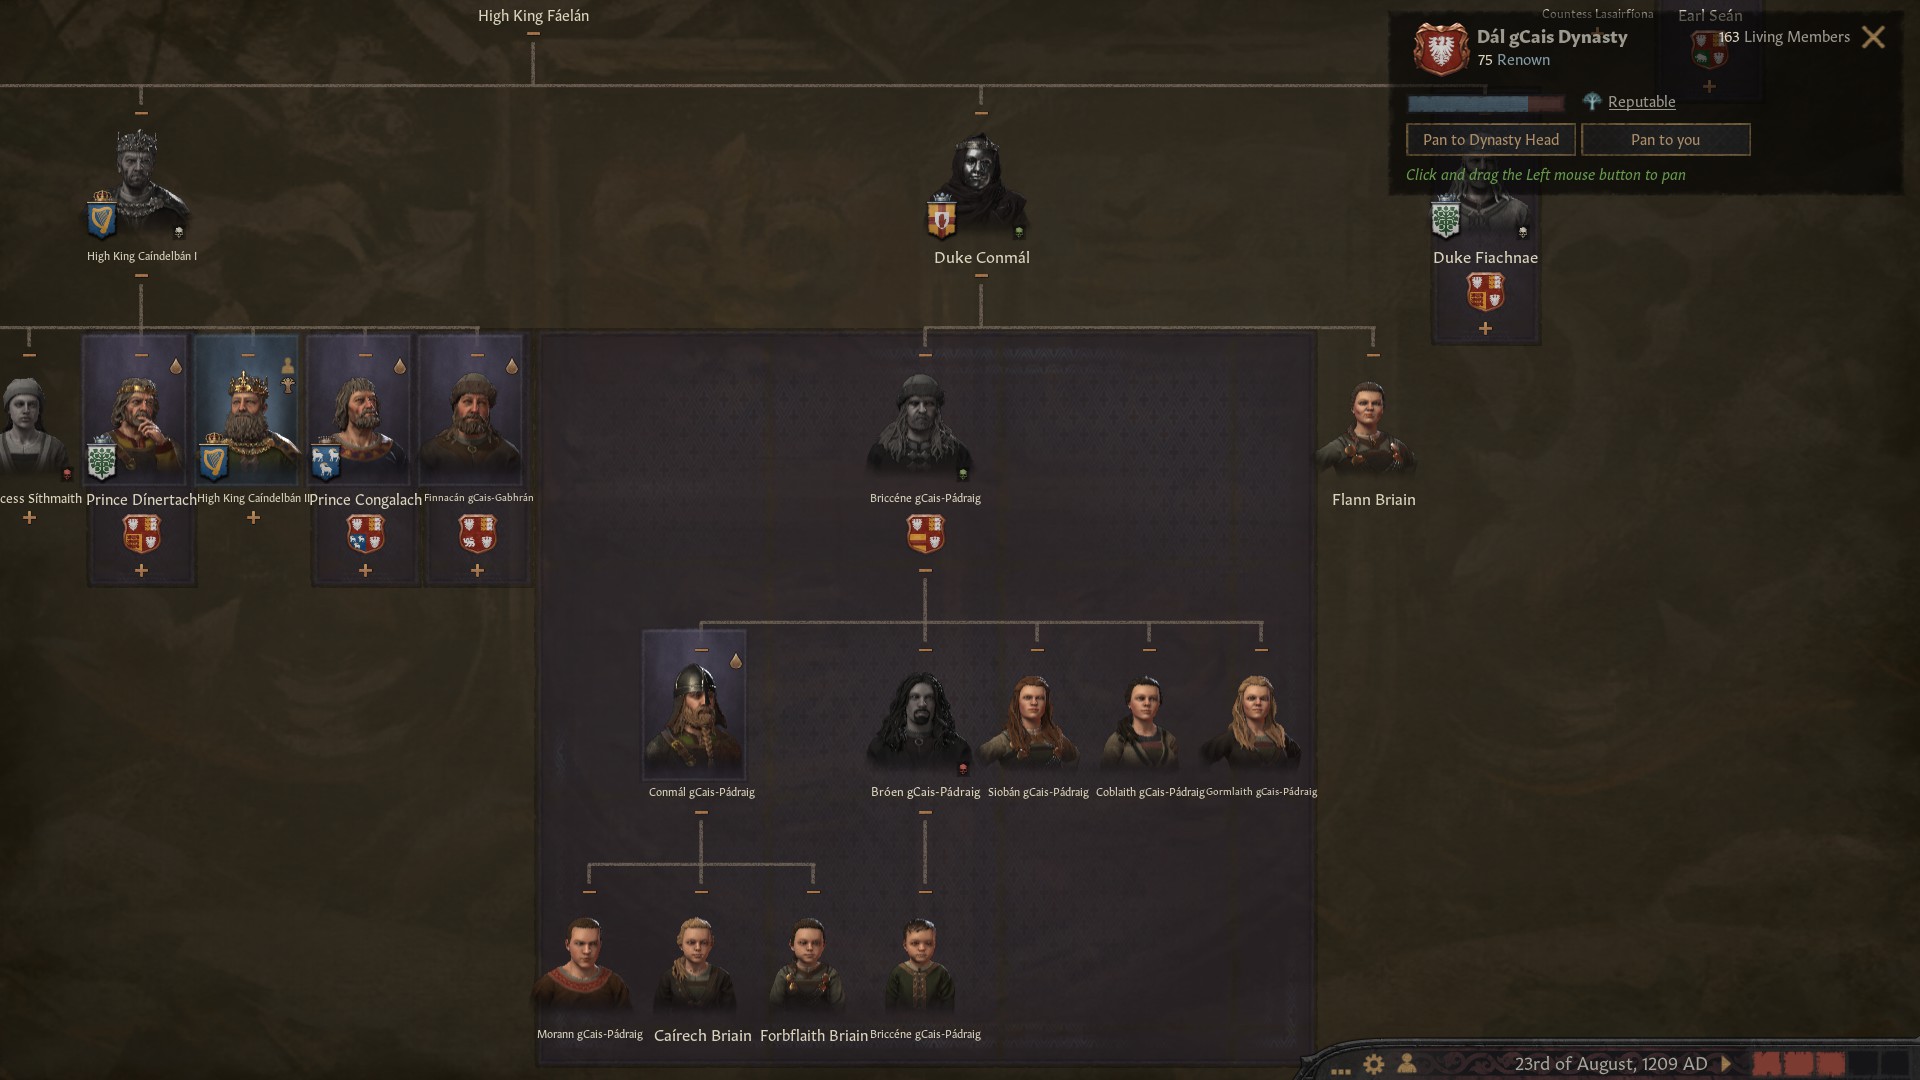 High King Fáelán
Countess Lasairfíona
Earl Seán
Dál gCais Dynasty
163 Living Members
75 Renown
Reputable
Pan to Dynasty Head
Pan to you
Click and drag the Left mouse button to pan
High King Caíndelbán I
Duke Conmál
Duke Fiachnae
cess Síthmaith
Prince Dínertach
High King Caíndelbán II
Prince Congalach
Finnacán gCais-Gabhrán
Briccéne gCais-Pádraig
Flann Briain
Conmál gCais-Pádraig
Bróen gCais-Pádraig
Siobán gCais-Pádraig
Coblaith gCais-Pádraig
Gormlaith gCais-Pádraig
Morann gCais-Pádraig
Caírech Briain
Forbflaith Briain
Briccéne gCais-Pádraig
23rd of August, 1209 AD